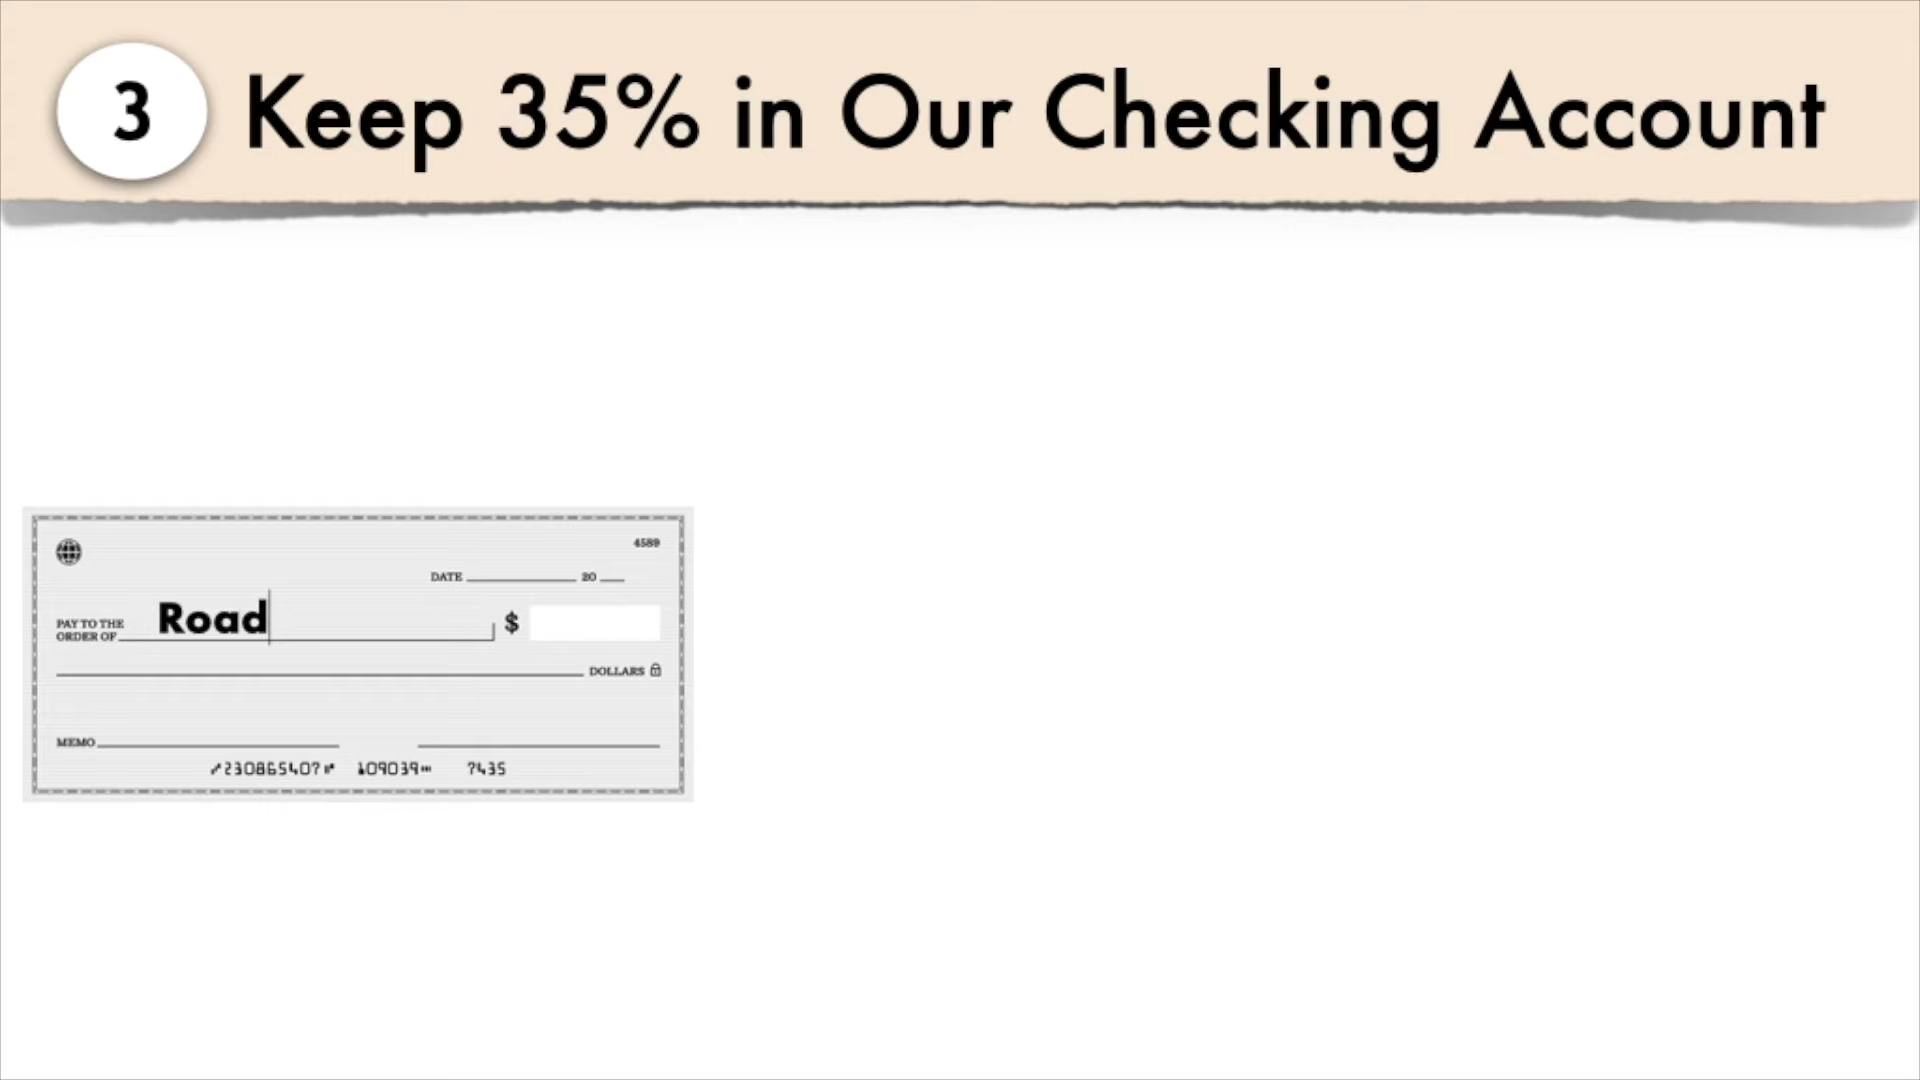 3 Keep 35% in Our Checking Account
4589
DATE 20
PAY TO THE
ORDER OF Road $
DOLLARS
MEMO
⑆230865407⑈ 109039⑉ 7435